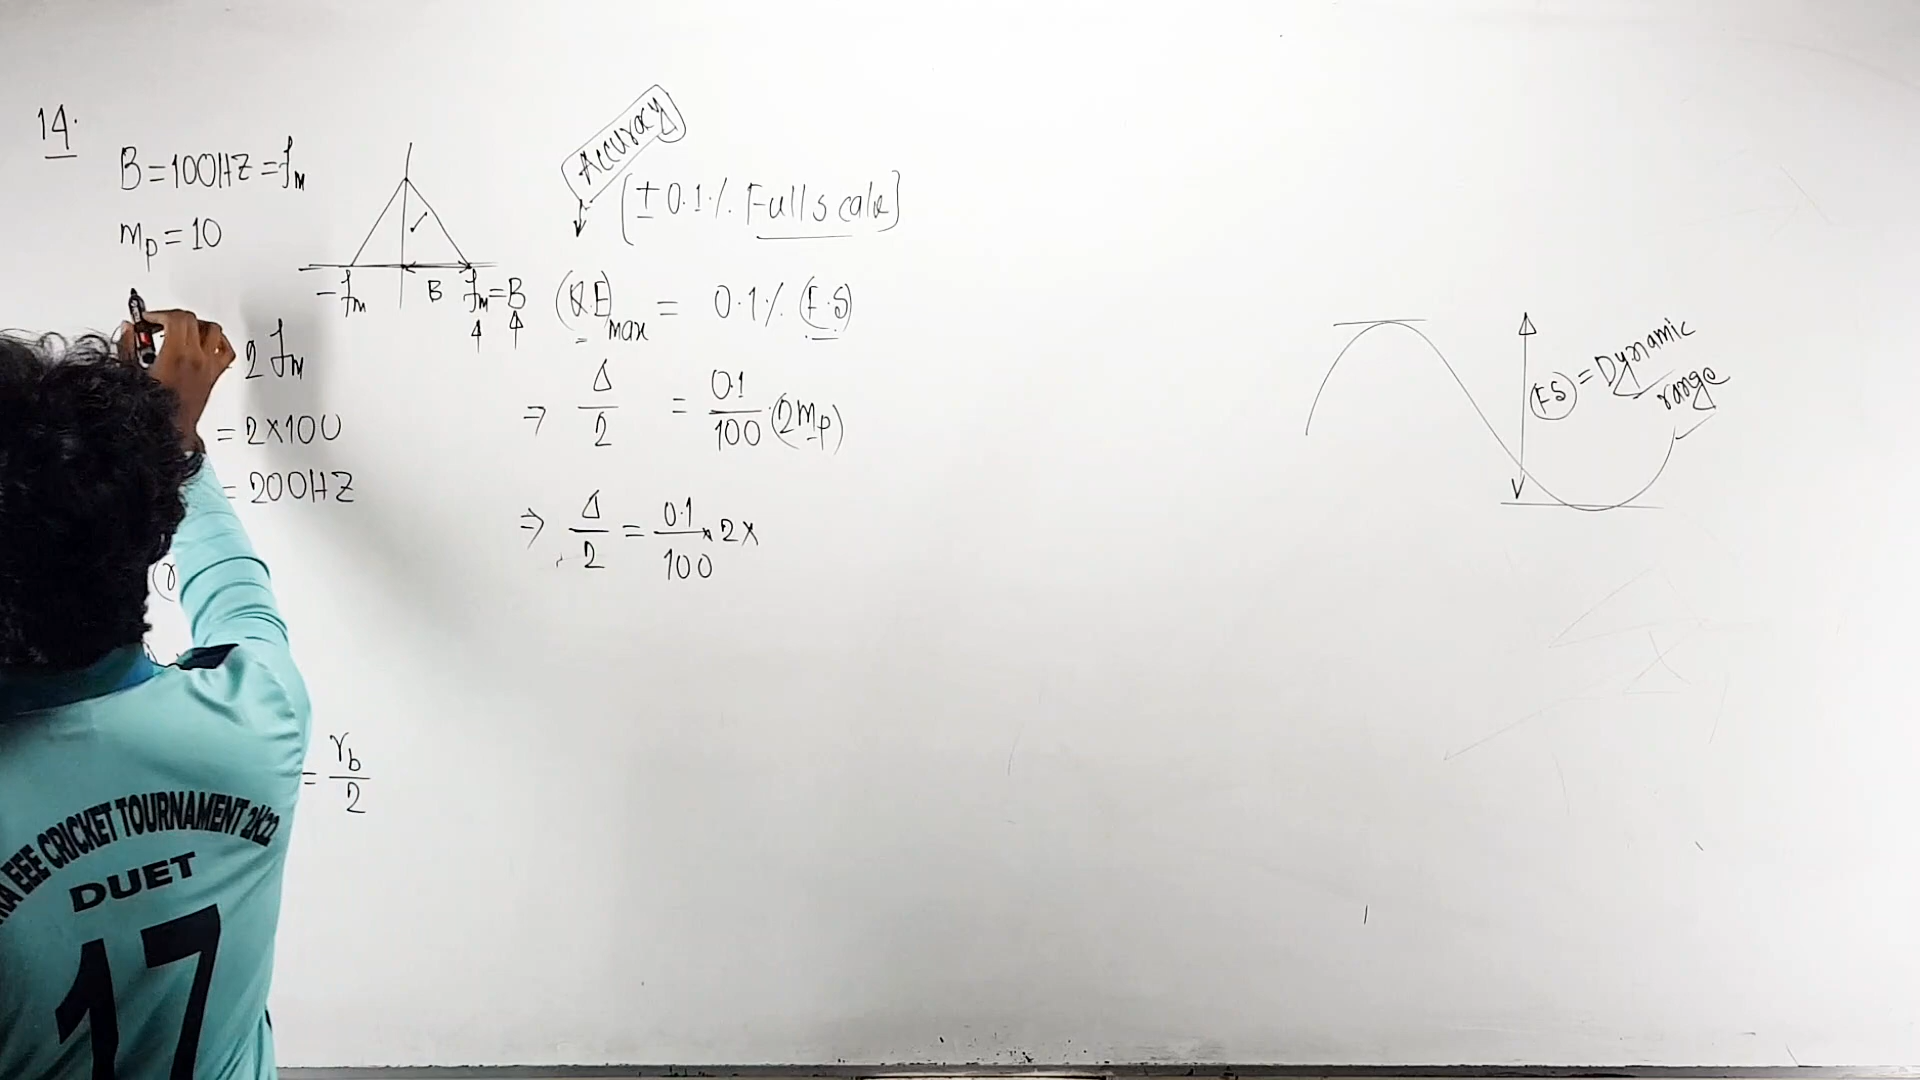 14.
B=100HZ=fm
mp=10
2fm
=2×100
=200HZ
(r
= rb/2
-fm B fm=B
Accuracy
[±0.1% Full scale]
(QE)max = 0.1% (F.S)
⇒ Δ/2 = 0.1/100 (2mp)
⇒ Δ/2 = 0.1/100 × 2×
(FS) = Dynamic range
EEE CRICKET TOURNAMENT 2K22
DUET
17